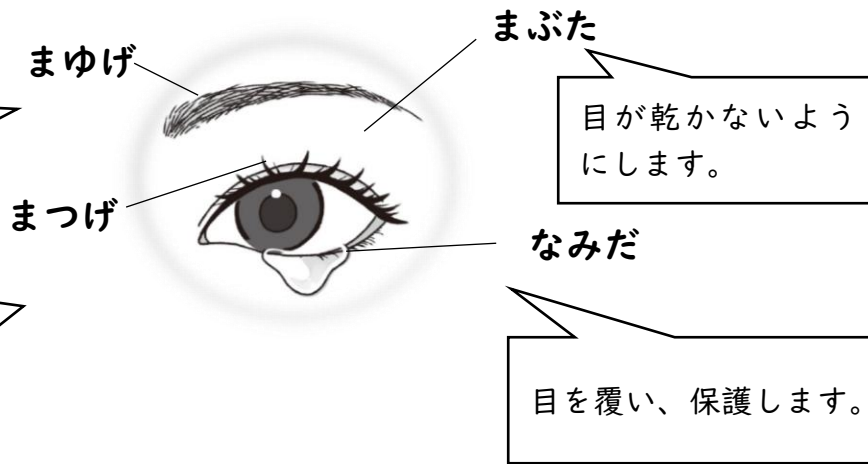 まぶた
まゆげ
目が乾かないよう
にします。
まつげ
なみだ
目を覆い、保護します。